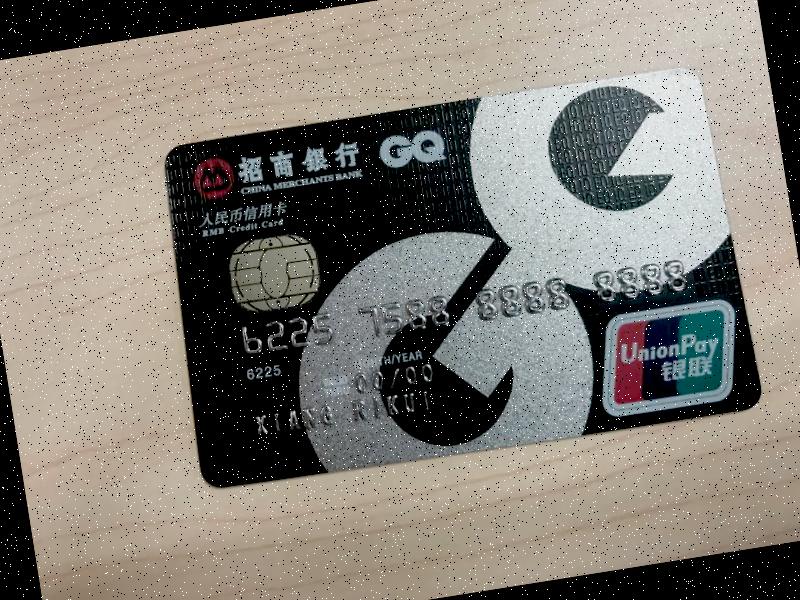 招商银行 GQ
CHINA MERCHANTS BANK
人民币信用卡
RMB Credit Card
6225 7588 8888 8888
6225
H/YEAR
00/00
XIANG RIKUI
UnionPay
银联